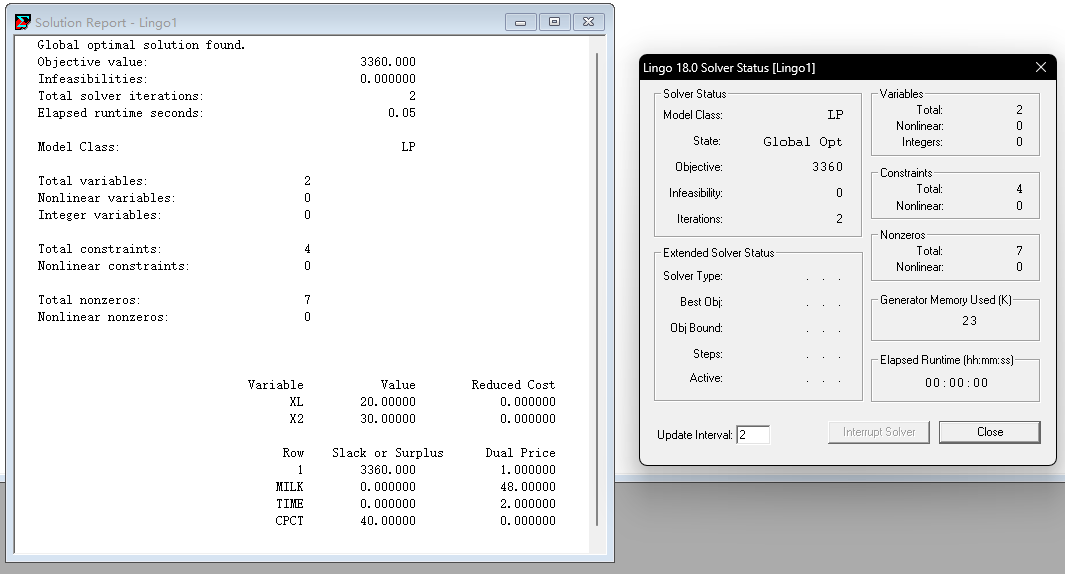 Solution Report - Lingo1
Global optimal solution found.
Objective value: 3360.000
Infeasibilities: 0.000000
Total solver iterations: 2
Elapsed runtime seconds: 0.05
Model Class: LP
Total variables: 2
Nonlinear variables: 0
Integer variables: 0
Total constraints: 4
Nonlinear constraints: 0
Total nonzeros: 7
Nonlinear nonzeros: 0
Variable Value Reduced Cost
XL 20.00000 0.000000
X2 30.00000 0.000000
Row Slack or Surplus Dual Price
1 3360.000 1.000000
MILK 0.000000 48.00000
TIME 0.000000 2.000000
CPCT 40.00000 0.000000
Lingo 18.0 Solver Status [Lingo1]
Solver Status
Model Class: LP
State: Global Opt
Objective: 3360
Infeasibility: 0
Iterations: 2
Extended Solver Status
Solver Type: . . .
Best Obj: . . .
Obj Bound: . . .
Steps: . . .
Active: . . .
Variables
Total: 2
Nonlinear: 0
Integers: 0
Constraints
Total: 4
Nonlinear: 0
Nonzeros
Total: 7
Nonlinear: 0
Generator Memory Used (K)
23
Elapsed Runtime (hh:mm:ss)
00:00:00
Update Interval: 2
Interrupt Solver
Close